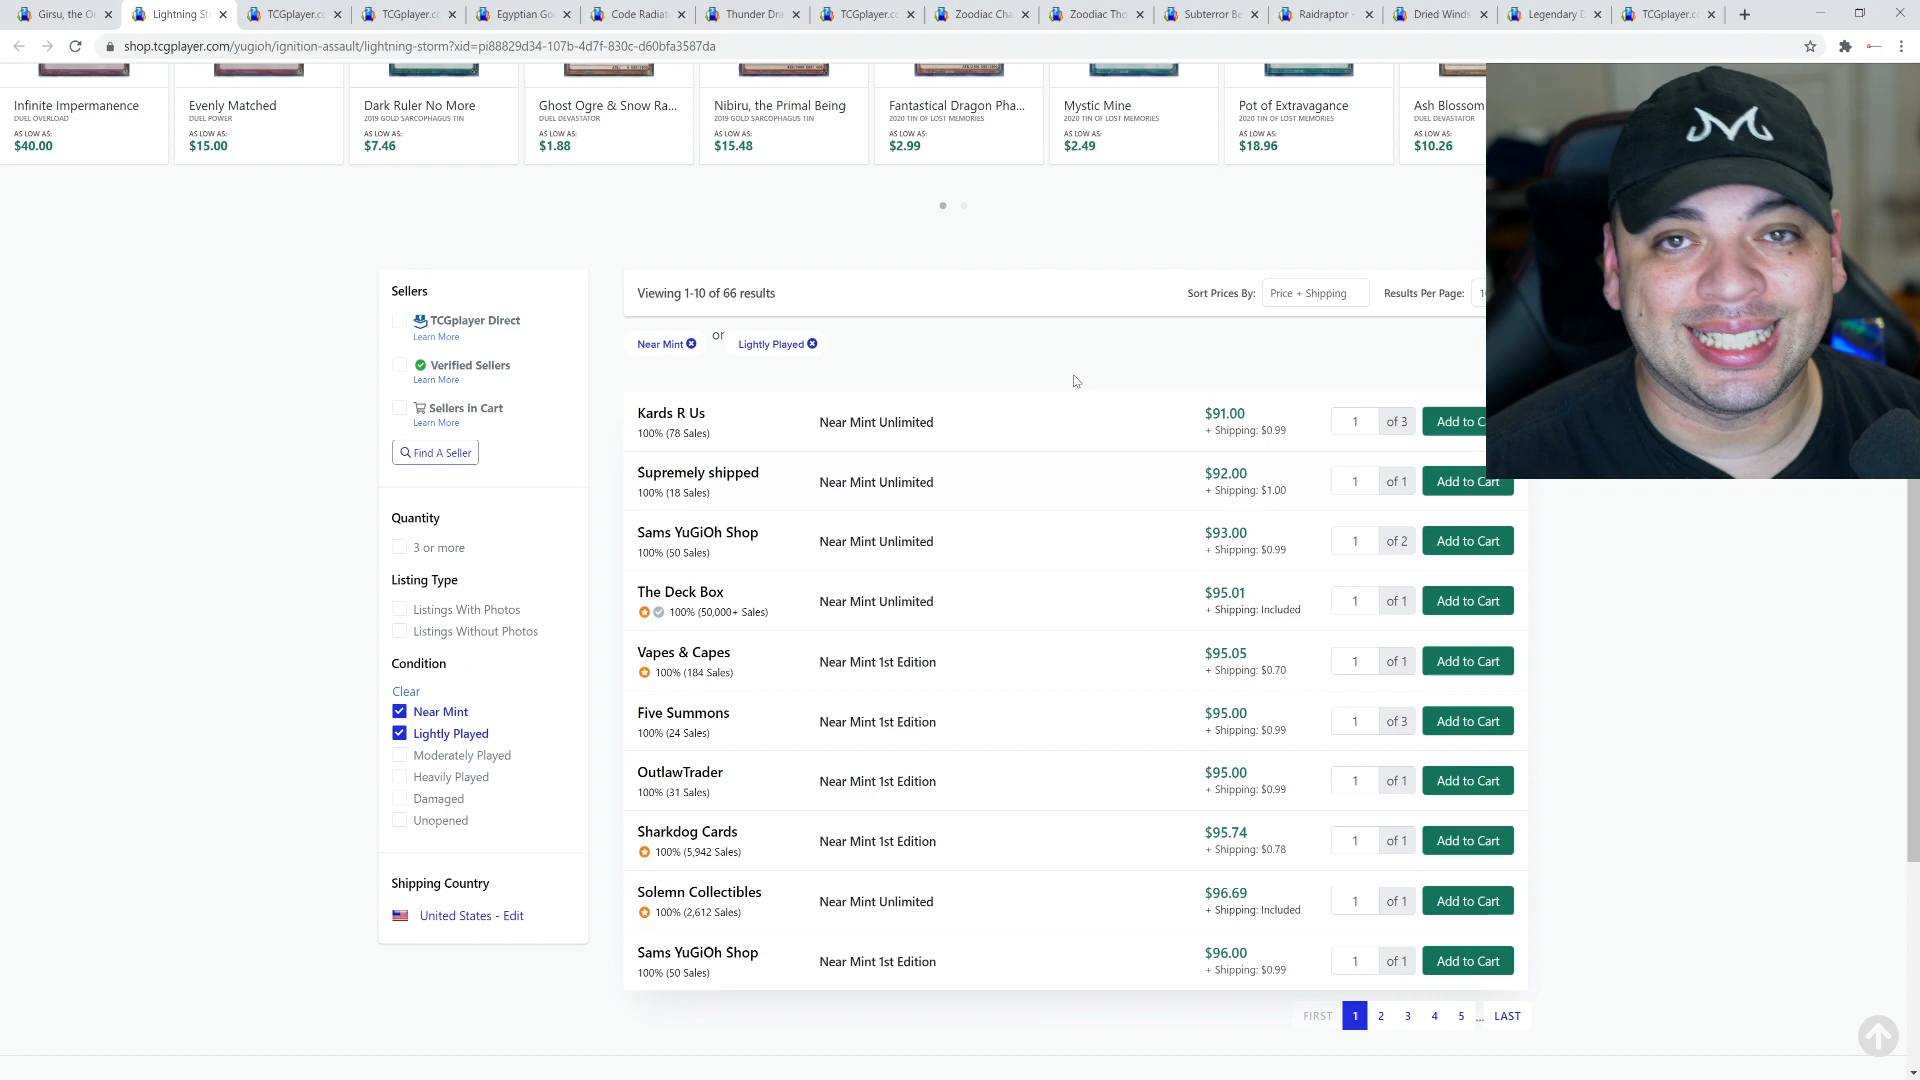 Girsu, the O
Lightning St
TCGplayer.co
TCGplayer.co
Egyptian Go
Code Radiat
Thunder Dra
TCGplayer.co
Zoodiac Cha
Zoodiac Tho
Subterror Be
Raidraptor -
Dried Winds
Legendary D
TCGplayer.co
shop.tcgplayer.com/yugioh/ignition-assault/lightning-storm?xid=pi88829d34-107b-4d7f-830c-d60bfa3587da
Infinite Impermanence
DUEL OVERLOAD
AS LOW AS:
$40.00
Evenly Matched
DUEL POWER
AS LOW AS:
$15.00
Dark Ruler No More
2019 GOLD SARCOPHAGUS TIN
AS LOW AS:
$7.46
Ghost Ogre & Snow Ra...
DUEL DEVASTATOR
AS LOW AS:
$1.88
Nibiru, the Primal Being
2019 GOLD SARCOPHAGUS TIN
AS LOW AS:
$15.48
Fantastical Dragon Pha...
2020 TIN OF LOST MEMORIES
AS LOW AS:
$2.99
Mystic Mine
2020 TIN OF LOST MEMORIES
AS LOW AS:
$2.49
Pot of Extravagance
2020 TIN OF LOST MEMORIES
AS LOW AS:
$18.96
Ash Blossom
DUEL DEVASTATOR
AS LOW AS:
$10.26
Sellers
TCGplayer Direct
Learn More
Verified Sellers
Learn More
Sellers in Cart
Learn More
Find A Seller
Quantity
3 or more
Listing Type
Listings With Photos
Listings Without Photos
Condition
Clear
Near Mint
Lightly Played
Moderately Played
Heavily Played
Damaged
Unopened
Shipping Country
United States - Edit
Viewing 1-10 of 66 results
Sort Prices By: Price + Shipping Results Per Page:
Near Mint or Lightly Played
Kards R Us
100% (78 Sales)
Near Mint Unlimited
$91.00
+ Shipping: $0.99
1 of 3 Add to C
Supremely shipped
100% (18 Sales)
Near Mint Unlimited
$92.00
+ Shipping: $1.00
1 of 1 Add to Cart
Sams YuGiOh Shop
100% (50 Sales)
Near Mint Unlimited
$93.00
+ Shipping: $0.99
1 of 2 Add to Cart
The Deck Box
100% (50,000+ Sales)
Near Mint Unlimited
$95.01
+ Shipping: Included
1 of 1 Add to Cart
Vapes & Capes
100% (184 Sales)
Near Mint 1st Edition
$95.05
+ Shipping: $0.70
1 of 1 Add to Cart
Five Summons
100% (24 Sales)
Near Mint 1st Edition
$95.00
+ Shipping: $0.99
1 of 3 Add to Cart
OutlawTrader
100% (31 Sales)
Near Mint 1st Edition
$95.00
+ Shipping: $0.99
1 of 1 Add to Cart
Sharkdog Cards
100% (5,942 Sales)
Near Mint 1st Edition
$95.74
+ Shipping: $0.78
1 of 1 Add to Cart
Solemn Collectibles
100% (2,612 Sales)
Near Mint Unlimited
$96.69
+ Shipping: Included
1 of 1 Add to Cart
Sams YuGiOh Shop
100% (50 Sales)
Near Mint 1st Edition
$96.00
+ Shipping: $0.99
1 of 1 Add to Cart
FIRST 1 2 3 4 5 ... LAST